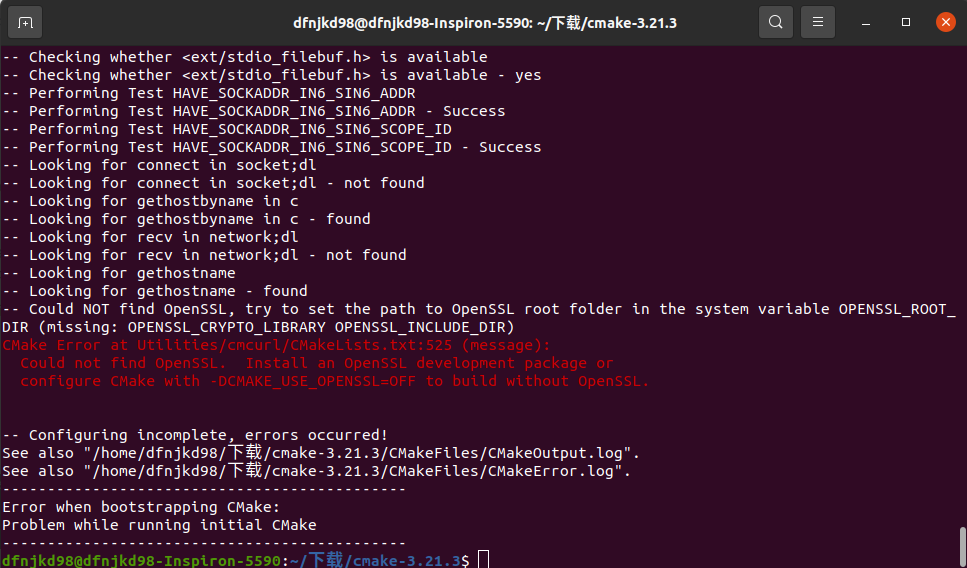 dfnjkd98@dfnjkd98-Inspiron-5590: ~/下载/cmake-3.21.3
-- Checking whether <ext/stdio_filebuf.h> is available
-- Checking whether <ext/stdio_filebuf.h> is available - yes
-- Performing Test HAVE_SOCKADDR_IN6_SIN6_ADDR
-- Performing Test HAVE_SOCKADDR_IN6_SIN6_ADDR - Success
-- Performing Test HAVE_SOCKADDR_IN6_SIN6_SCOPE_ID
-- Performing Test HAVE_SOCKADDR_IN6_SIN6_SCOPE_ID - Success
-- Looking for connect in socket;dl
-- Looking for connect in socket;dl - not found
-- Looking for gethostbyname in c
-- Looking for gethostbyname in c - found
-- Looking for recv in network;dl
-- Looking for recv in network;dl - not found
-- Looking for gethostname
-- Looking for gethostname - found
-- Could NOT find OpenSSL, try to set the path to OpenSSL root folder in the system variable OPENSSL_ROOT_
DIR (missing: OPENSSL_CRYPTO_LIBRARY OPENSSL_INCLUDE_DIR)
CMake Error at Utilities/cmcurl/CMakeLists.txt:525 (message):
  Could not find OpenSSL.  Install an OpenSSL development package or
  configure CMake with -DCMAKE_USE_OPENSSL=OFF to build without OpenSSL.
-- Configuring incomplete, errors occurred!
See also "/home/dfnjkd98/下载/cmake-3.21.3/CMakeFiles/CMakeOutput.log".
See also "/home/dfnjkd98/下载/cmake-3.21.3/CMakeFiles/CMakeError.log".
---------------------------------------------
Error when bootstrapping CMake:
Problem while running initial CMake
---------------------------------------------
dfnjkd98@dfnjkd98-Inspiron-5590:~/下载/cmake-3.21.3$